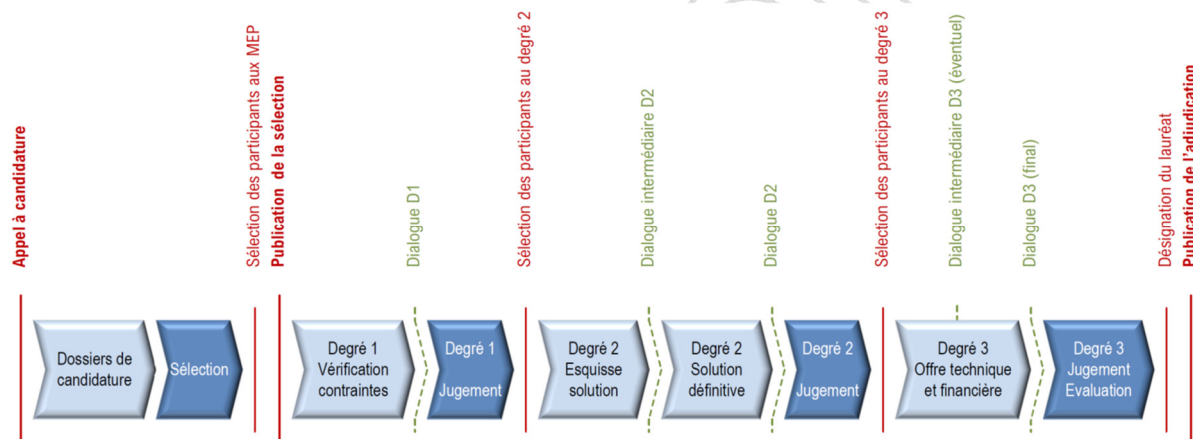 Appel à candidature
Sélection des participants aux MEP
Publication de la sélection
Dialogue D1
Sélection des participants au degré 2
Dialogue intermédiaire D2
Dialogue D2
Sélection des participants au degré 3
Dialogue intermédiaire D3 (éventuel)
Dialogue D3 (final)
Désignation du lauréat
Publication de l'adjudication
Dossiers de
candidature
Sélection
Degré 1
Vérification
contraintes
Degré 1
Jugement
Degré 2
Esquisse
solution
Degré 2
Solution
définitive
Degré 2
Jugement
Degré 3
Offre technique
et financière
Degré 3
Jugement
Evaluation